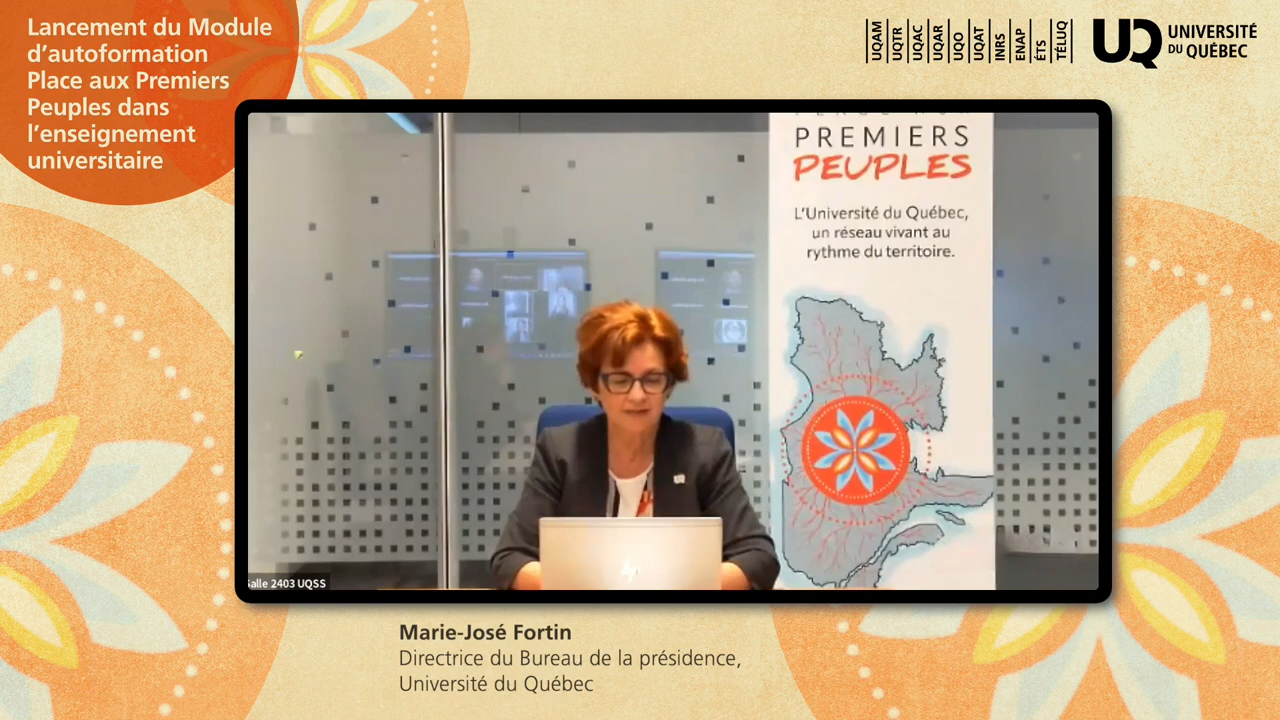 Lancement du Module
d’autoformation
Place aux Premiers
Peuples dans
l’enseignement
universitaire
UQAM
UQTR
UQAC
UQAR
UQO
UQAT
INRS
ENAP
ÉTS
TÉLUQ
UQ UNIVERSITÉ
DU QUÉBEC
PREMIERS
PEUPLES
L’Université du Québec,
un réseau vivant au
rythme du territoire.
hp
Salle 2403 UQSS
Marie-José Fortin
Directrice du Bureau de la présidence,
Université du Québec